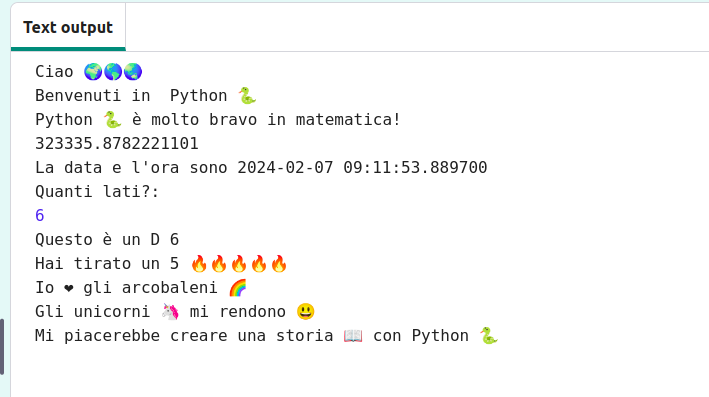 Text output
Ciao 🌍🌎🌏
Benvenuti in  Python 🐍
Python 🐍 è molto bravo in matematica!
323335.8782221101
La data e l'ora sono 2024-02-07 09:11:53.889700
Quanti lati?:
6
Questo è un D 6
Hai tirato un 5 🔥🔥🔥🔥🔥
Io ❤ gli arcobaleni 🌈
Gli unicorni 🦄 mi rendono 😃
Mi piacerebbe creare una storia 📖 con Python 🐍